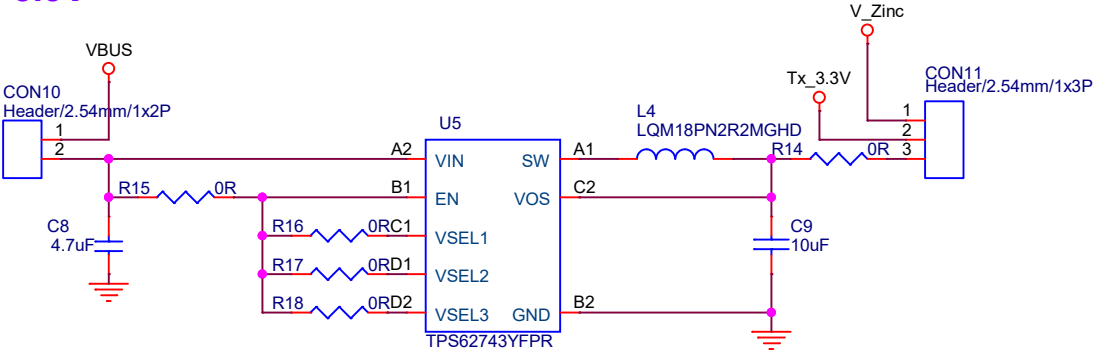 V_Zinc
VBUS
Tx_3.3V
CON10
Header/2.54mm/1x2P
CON11
Header/2.54mm/1x3P
L4
LQM18PN2R2MGHD
U5
1
2
1
2
3
A2
VIN
SW
A1
R14
0R
R15
0R
B1
EN
VOS
C2
C8
4.7uF
R16
0R
C1
VSEL1
C9
10uF
R17
0R
D1
VSEL2
R18
0R
D2
VSEL3
GND
B2
TPS62743YFPR